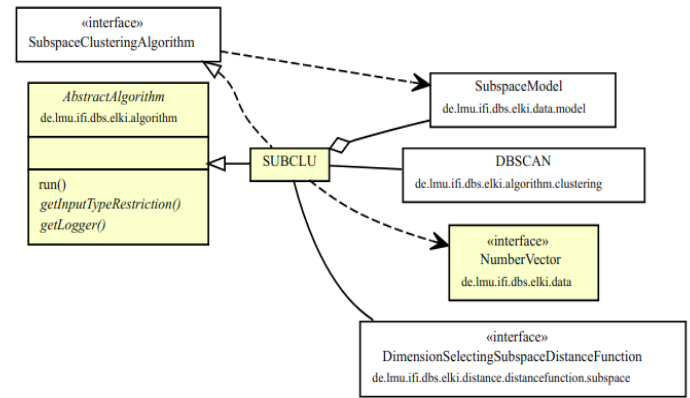 «interface»
SubspaceClusteringAlgorithm
AbstractAlgorithm
de.lmu.ifi.dbs.elki.algorithm
run()
getInputTypeRestriction()
getLogger()
SUBCLU
SubspaceModel
de.lmu.ifi.dbs.elki.data.model
DBSCAN
de.lmu.ifi.dbs.elki.algorithm.clustering
«interface»
NumberVector
de.lmu.ifi.dbs.elki.data
«interface»
DimensionSelectingSubspaceDistanceFunction
de.lmu.ifi.dbs.elki.distance.distancefunction.subspace